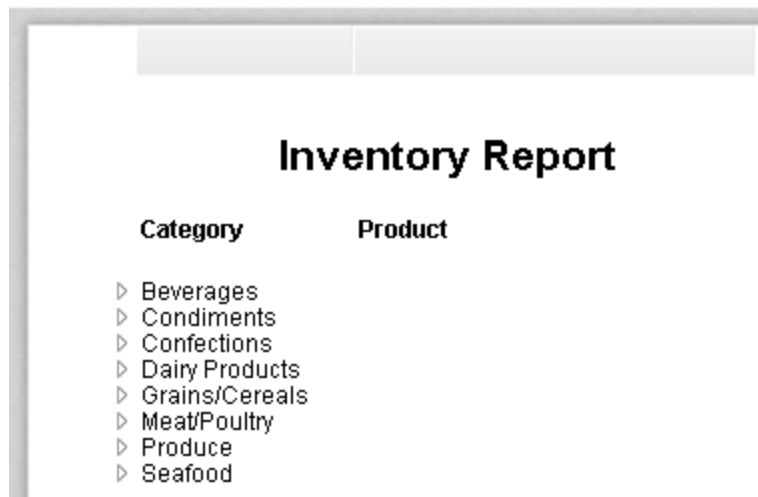 Inventory Report
Category Product
Beverages
Condiments
Confections
Dairy Products
Grains/Cereals
Meat/Poultry
Produce
Seafood